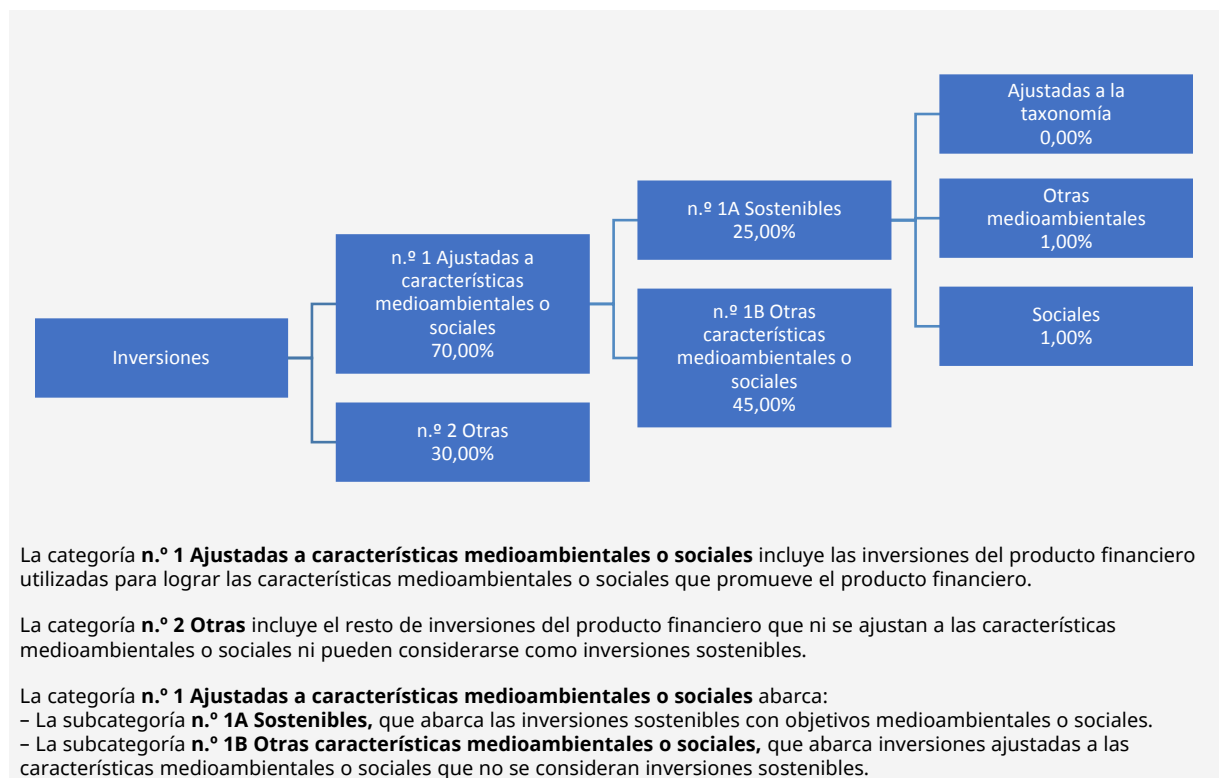 Inversiones
n.º 1 Ajustadas a
características
medioambientales o
sociales
70,00%
n.º 2 Otras
30,00%
n.º 1A Sostenibles
25,00%
n.º 1B Otras
características
medioambientales o
sociales
45,00%
Ajustadas a la
taxonomía
0,00%
Otras
medioambientales
1,00%
Sociales
1,00%
La categoría n.º 1 Ajustadas a características medioambientales o sociales incluye las inversiones del producto financiero
utilizadas para lograr las características medioambientales o sociales que promueve el producto financiero.
La categoría n.º 2 Otras incluye el resto de inversiones del producto financiero que ni se ajustan a las características
medioambientales o sociales ni pueden considerarse como inversiones sostenibles.
La categoría n.º 1 Ajustadas a características medioambientales o sociales abarca:
– La subcategoría n.º 1A Sostenibles, que abarca las inversiones sostenibles con objetivos medioambientales o sociales.
– La subcategoría n.º 1B Otras características medioambientales o sociales, que abarca inversiones ajustadas a las
características medioambientales o sociales que no se consideran inversiones sostenibles.